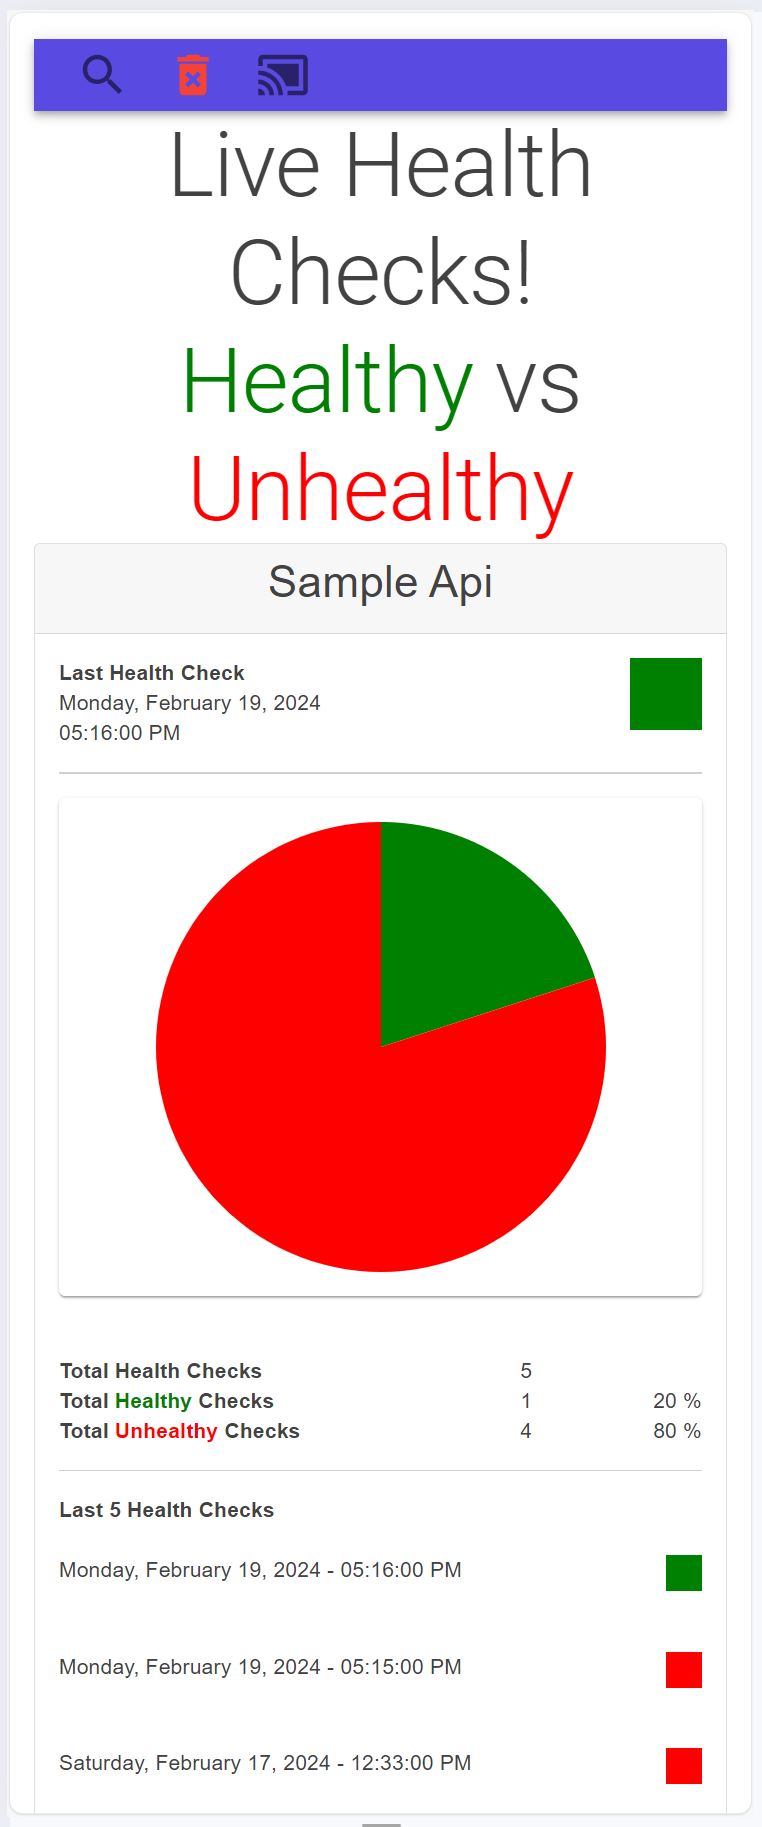 Live Health
Checks!
Healthy vs
Unhealthy
Sample Api
Last Health Check
Monday, February 19, 2024
05:16:00 PM
Total Health Checks 5
Total Healthy Checks 1 20 %
Total Unhealthy Checks 4 80 %
Last 5 Health Checks
Monday, February 19, 2024 - 05:16:00 PM
Monday, February 19, 2024 - 05:15:00 PM
Saturday, February 17, 2024 - 12:33:00 PM